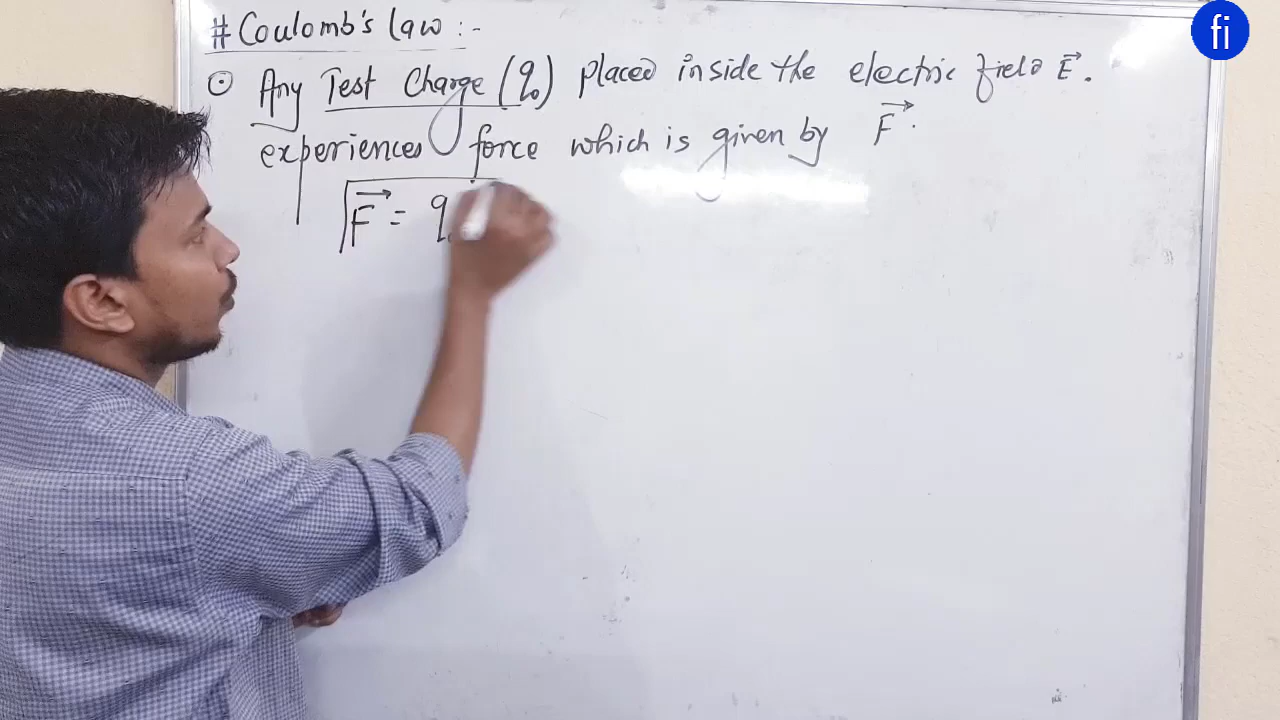 # Coulomb's law :-
fi
⊙ Any Test Charge (q₀) placed inside the electric field E⃗.
experiences force which is given by F⃗.
F⃗ = q